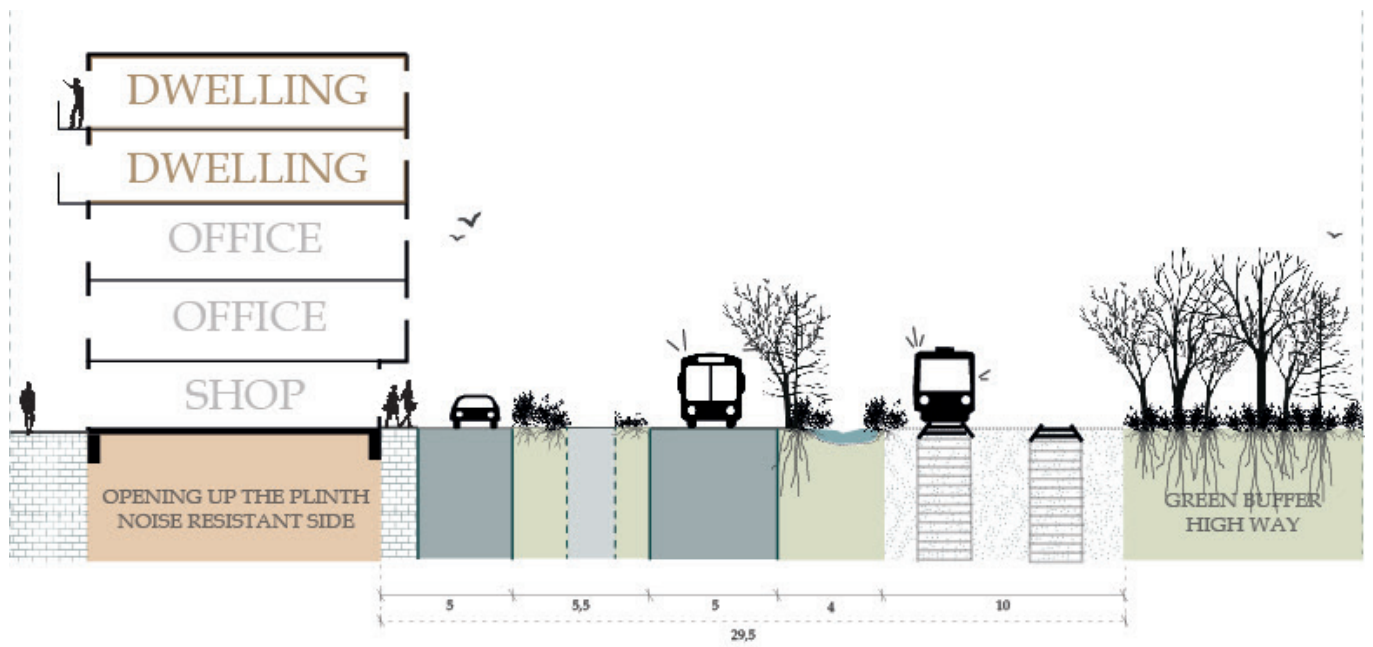 DWELLING
DWELLING
OFFICE
OFFICE
SHOP
OPENING UP THE PLINTH
NOISE RESISTANT SIDE
GREEN BUFFER
HIGH WAY
5
5,5
5
4
10
29,5